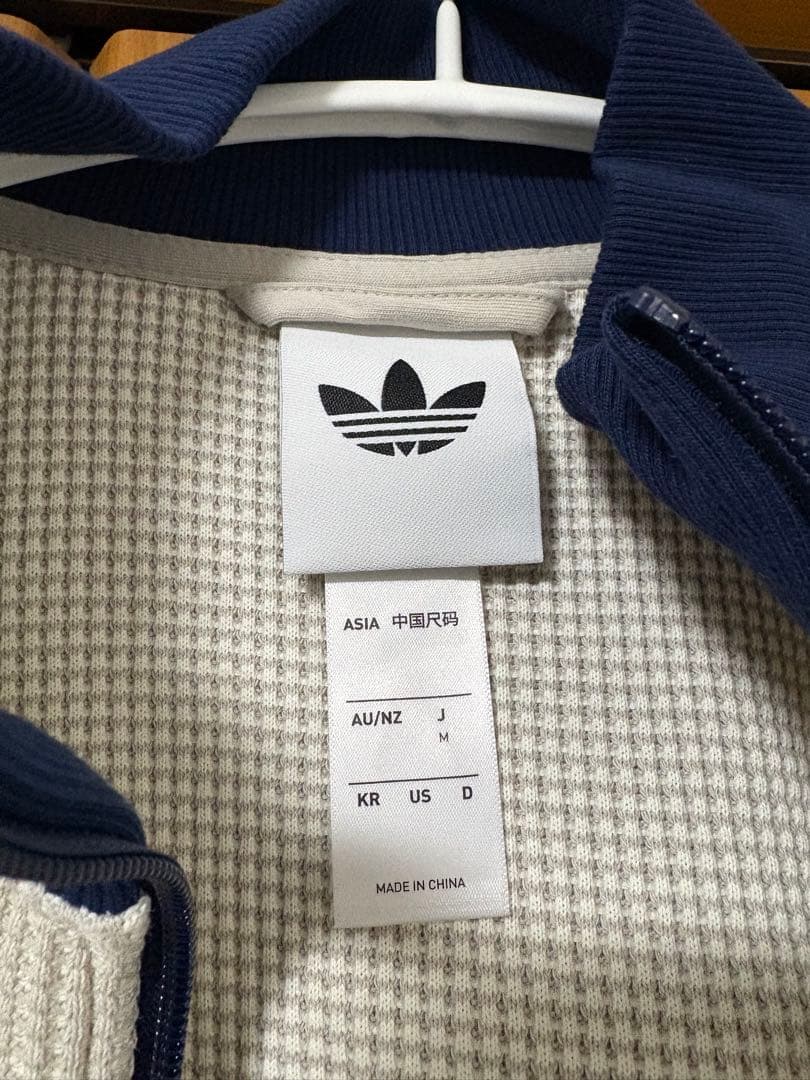 ASIA 中国尺码
AU/NZ J
M
KR US D
MADE IN CHINA